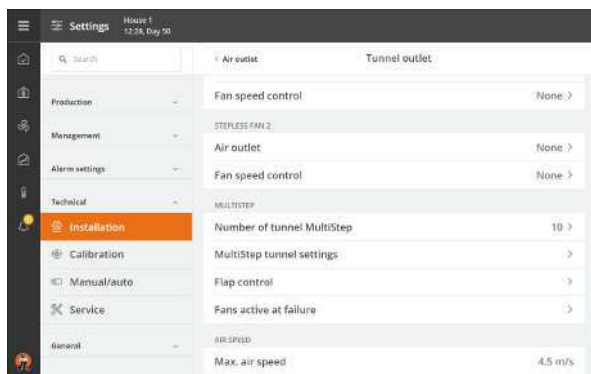 Settings
House 1
12:28, Day 50
Search
Air outlet
Tunnel outlet
Production
Management
Alarm settings
Technical
Installation
Calibration
Manual/auto
Service
General
Fan speed control
None
STEPLESS FAN 2
Air outlet
None
Fan speed control
None
MULTISTEP
Number of tunnel MultiStep
10
MultiStep tunnel settings
Flap control
Fans active at failure
AIR SPEED
Max. air speed
4.5 m/s